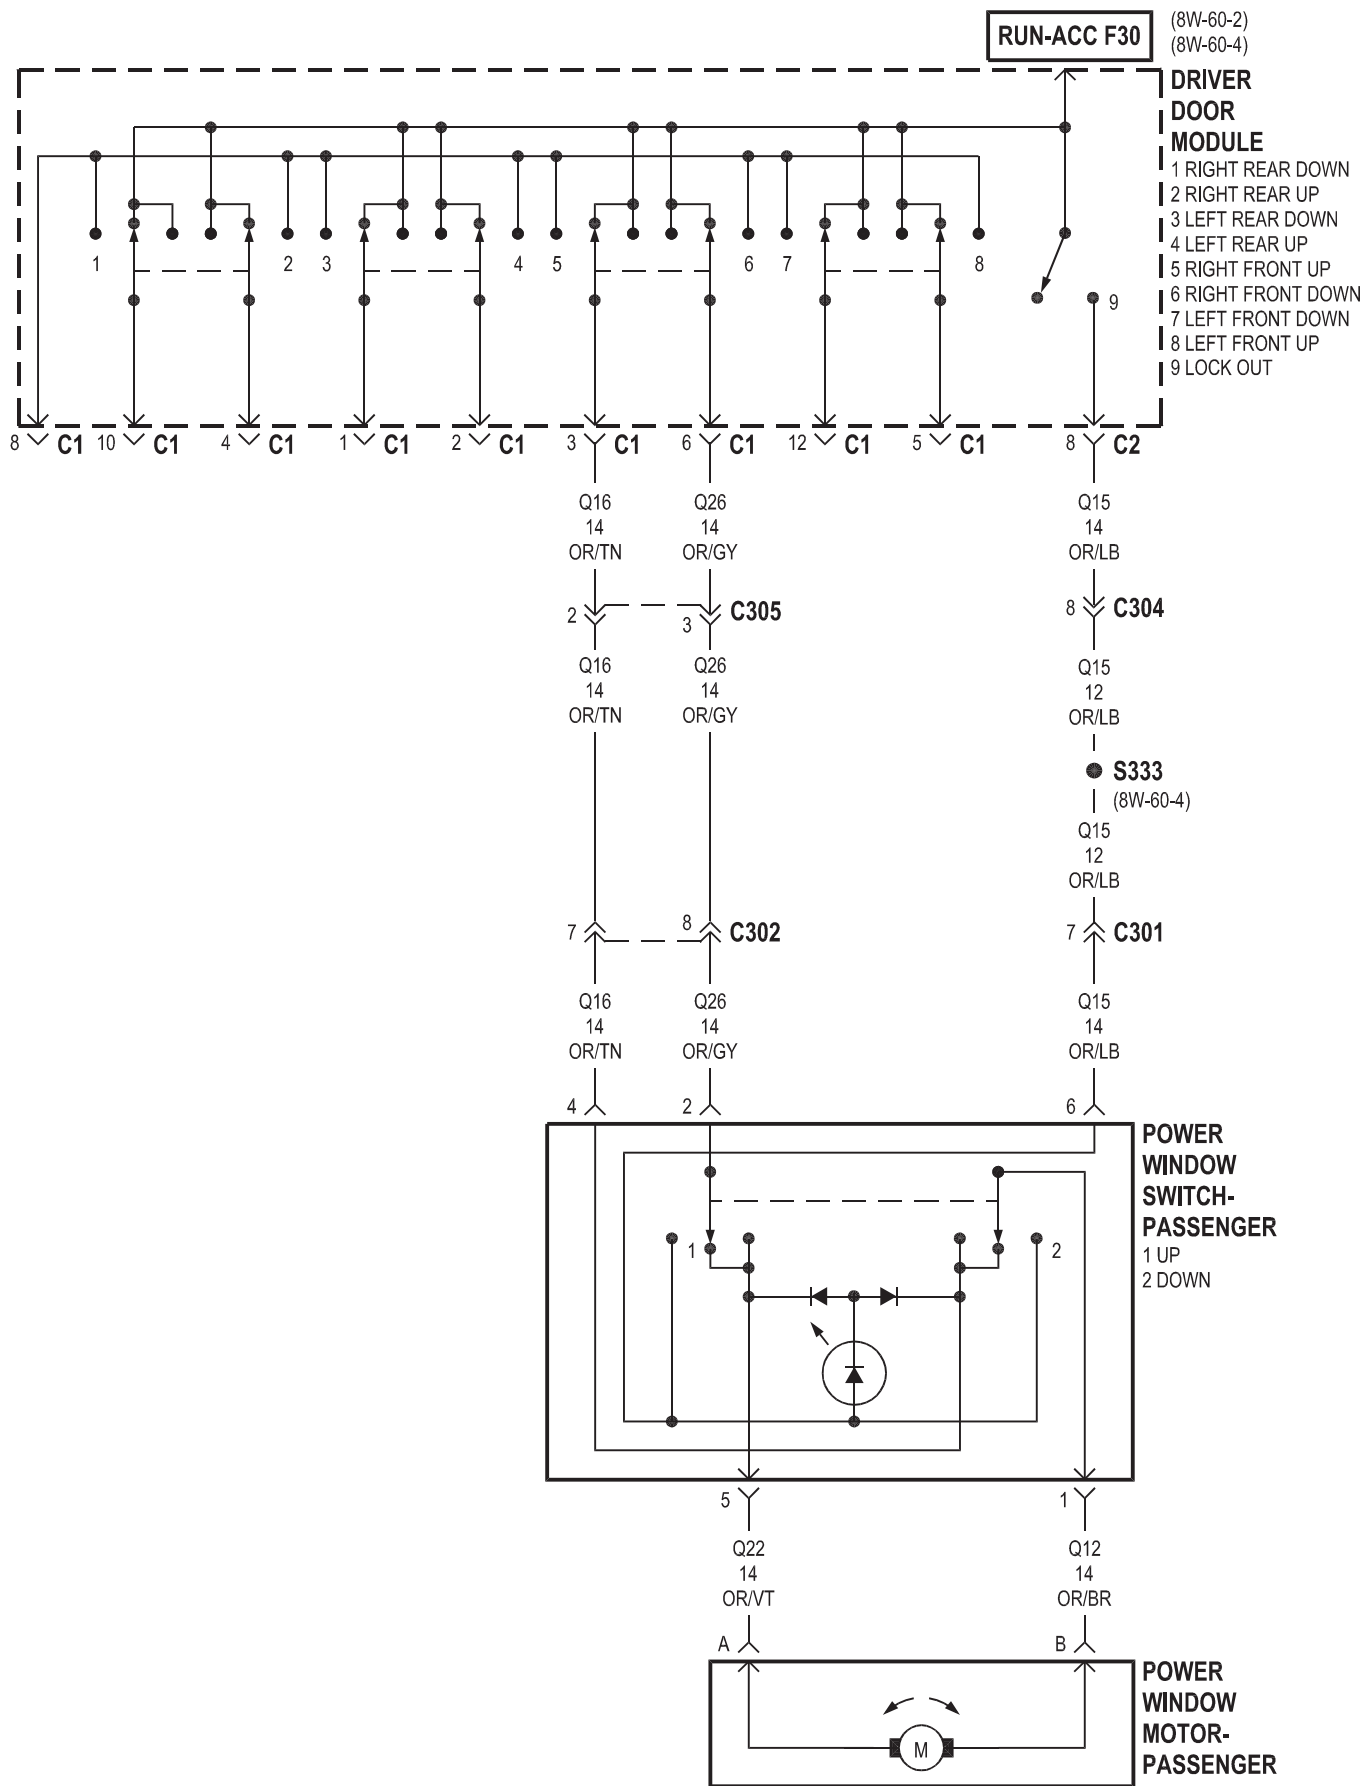 RUN-ACC F30
(8W-60-2)
(8W-60-4)
DRIVER
DOOR
MODULE
1 RIGHT REAR DOWN
2 RIGHT REAR UP
3 LEFT REAR DOWN
4 LEFT REAR UP
5 RIGHT FRONT UP
6 RIGHT FRONT DOWN
7 LEFT FRONT DOWN
8 LEFT FRONT UP
9 LOCK OUT
1 2 3 4 5 6 7 8
9
8 C1 10 C1 4 C1 1 C1 2 C1 3 C1 6 C1 12 C1 5 C1 8 C2
Q16 Q26 Q15
14 14 14
OR/TN OR/GY OR/LB
2 3 C305 8 C304
Q16 Q26 Q15
14 14 12
OR/TN OR/GY OR/LB
S333
(8W-60-4)
Q15
12
OR/LB
7 8 C302 7 C301
Q16 Q26 Q15
14 14 14
OR/TN OR/GY OR/LB
4 2 6
POWER
WINDOW
SWITCH-
PASSENGER
1 UP
2 DOWN
1 2
5 1
Q22 Q12
14 14
OR/VT OR/BR
A B
POWER
WINDOW
MOTOR-
PASSENGER
M